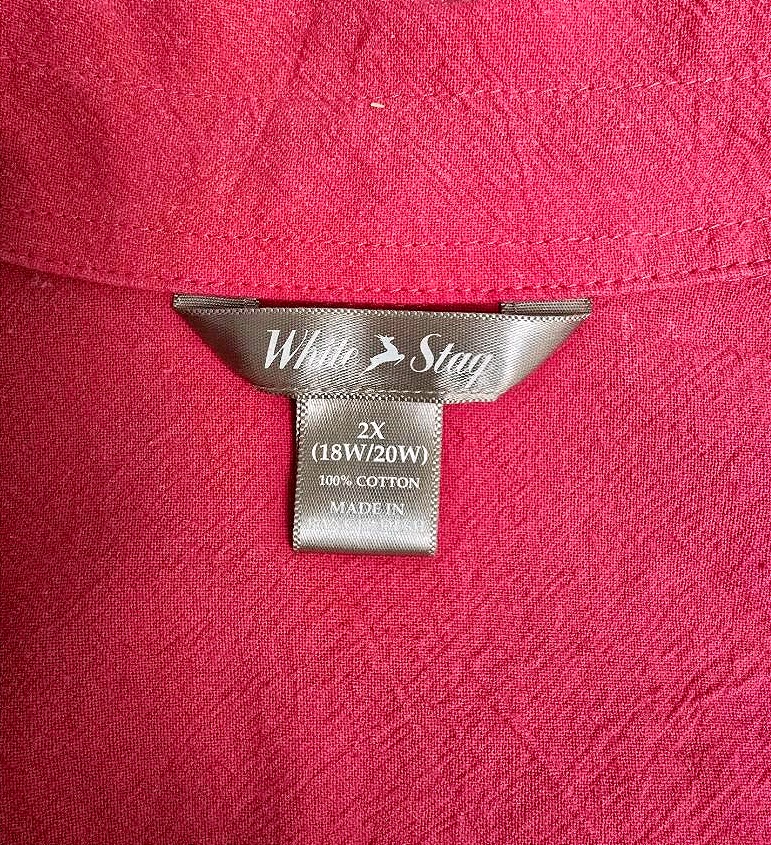 White Stag
2X
(18W/20W)
100% COTTON
MADE IN